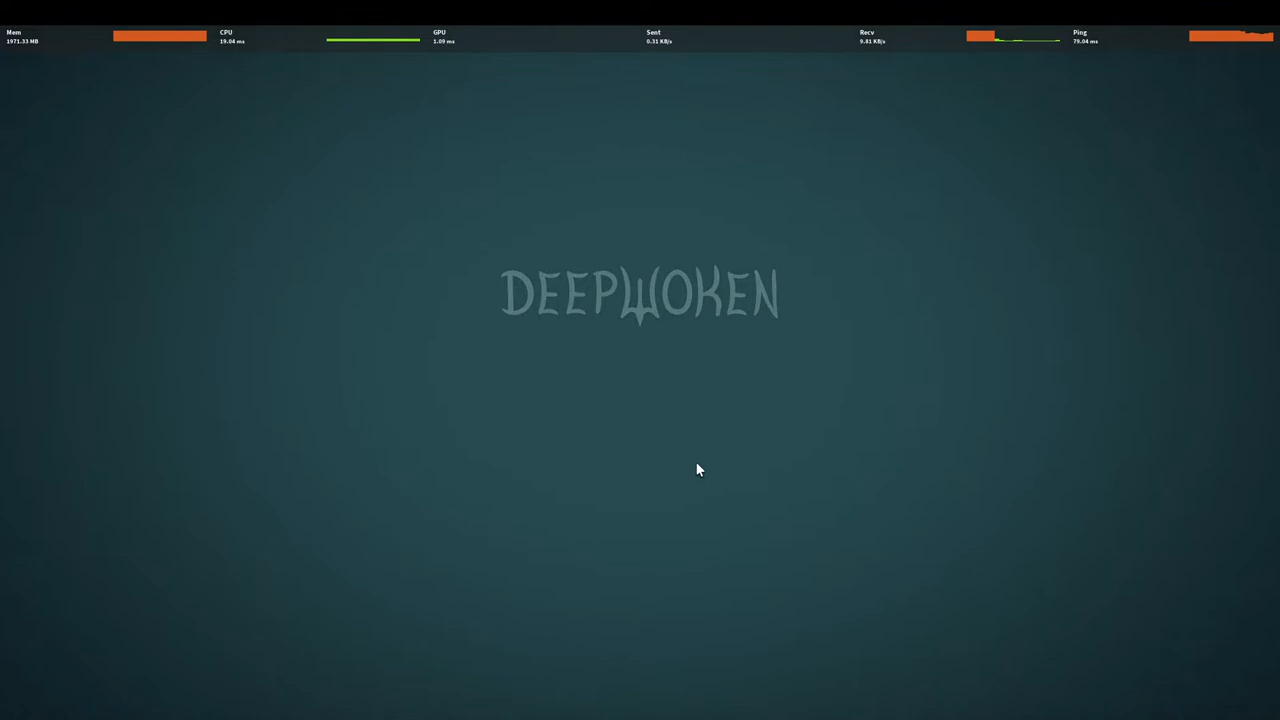 Mem CPU GPU Sent Recv Ping
1971.33 MB 19.04 ms 1.09 ms 0.31 KB/s 9.81 KB/s 79.04 ms
DEEPWOKEN